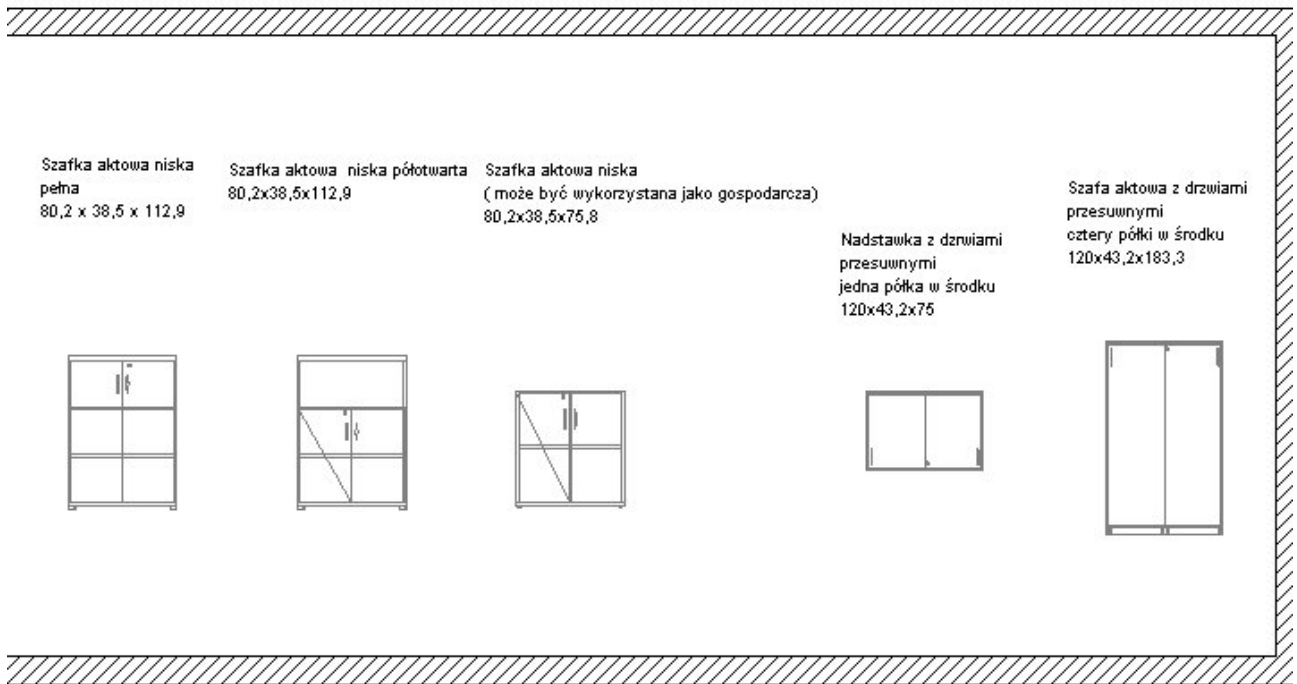 Szafka aktowa niska
pełna
80,2 x 38,5 x 112,9
Szafka aktowa niska półotwarta
80,2x38,5x112,9
Szafka aktowa niska
( może być wykorzystana jako gospodarcza)
80,2x38,5x75,8
Nadstawka z dzrwiami
przesuwnymi
jedna półka w środku
120x43,2x75
Szafa aktowa z drzwiami
przesuwnymi
cztery półki w środku
120x43,2x183,3